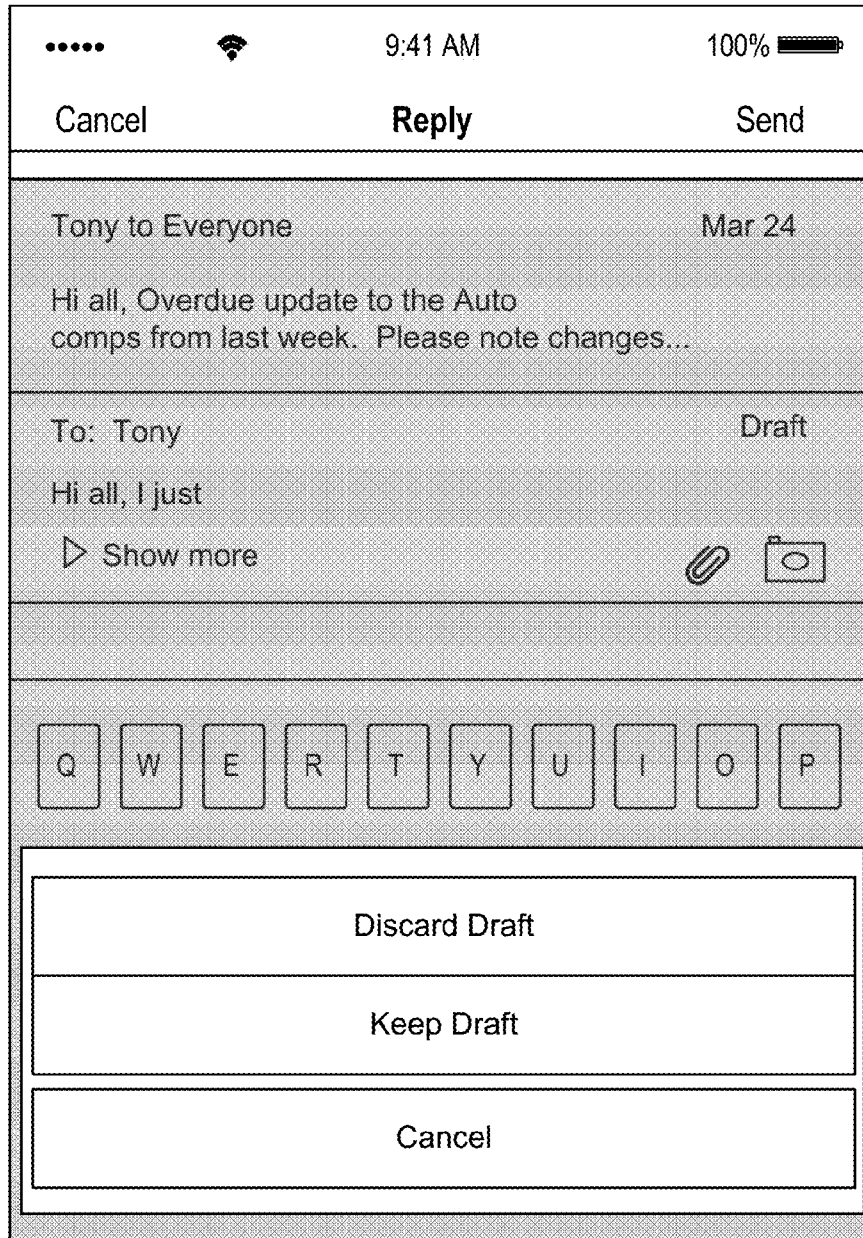 9:41 AM 100%
Cancel Reply Send
Tony to Everyone Mar 24
Hi all, Overdue update to the Auto
comps from last week. Please note changes...
To: Tony Draft
Hi all, I just
Show more
Q W E R T Y U I O P
Discard Draft
Keep Draft
Cancel